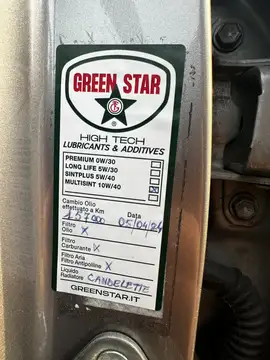 GREEN STAR
®
HIGH TECH
LUBRICANTS & ADDITIVES
PREMIUM 0W/30
LONG LIFE 5W/30
SINTPLUS 5W/40
MULTISINT 10W/40
Cambio Olio
effettuato a Km Data
157000 05/04/24
Filtro
Olio X
Filtro
Carburante X
Filtro Aria
Filtro Antipolline X
Liquido
Radiatore CANDELETTE
GREENSTAR.IT